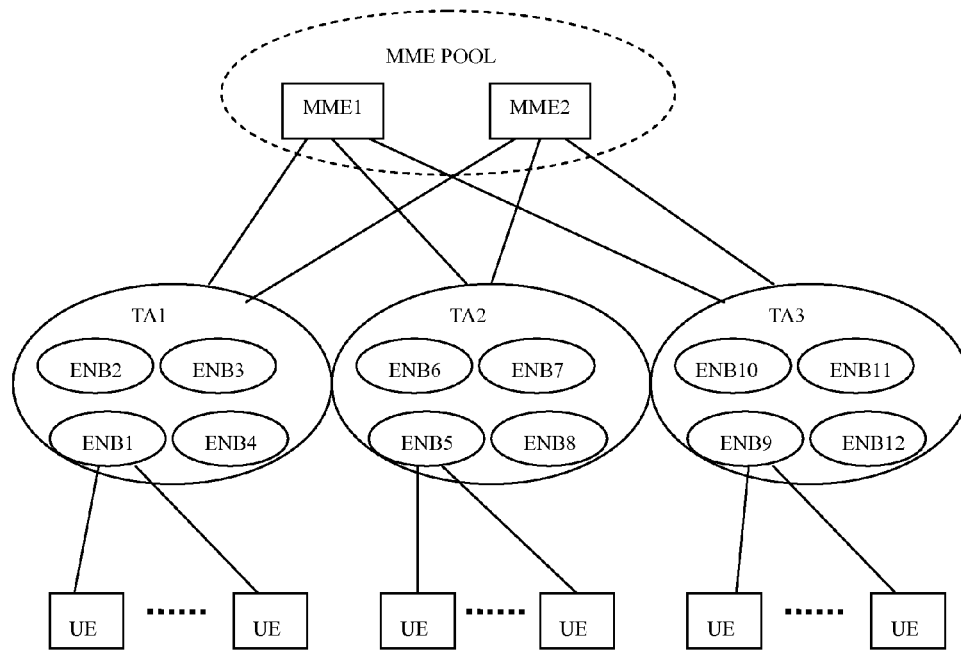 MME POOL
MME1 MME2
TA1 TA2 TA3
ENB2 ENB3 ENB6 ENB7 ENB10 ENB11
ENB1 ENB4 ENB5 ENB8 ENB9 ENB12
UE UE UE UE UE UE